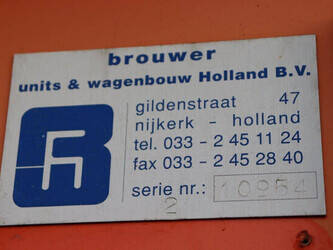 brouwer
units & wagenbouw Holland B.V.
gildenstraat 47
nijkerk - holland
tel. 033 - 2 45 11 24
fax 033 - 2 45 28 40
serie nr.: 10954
2